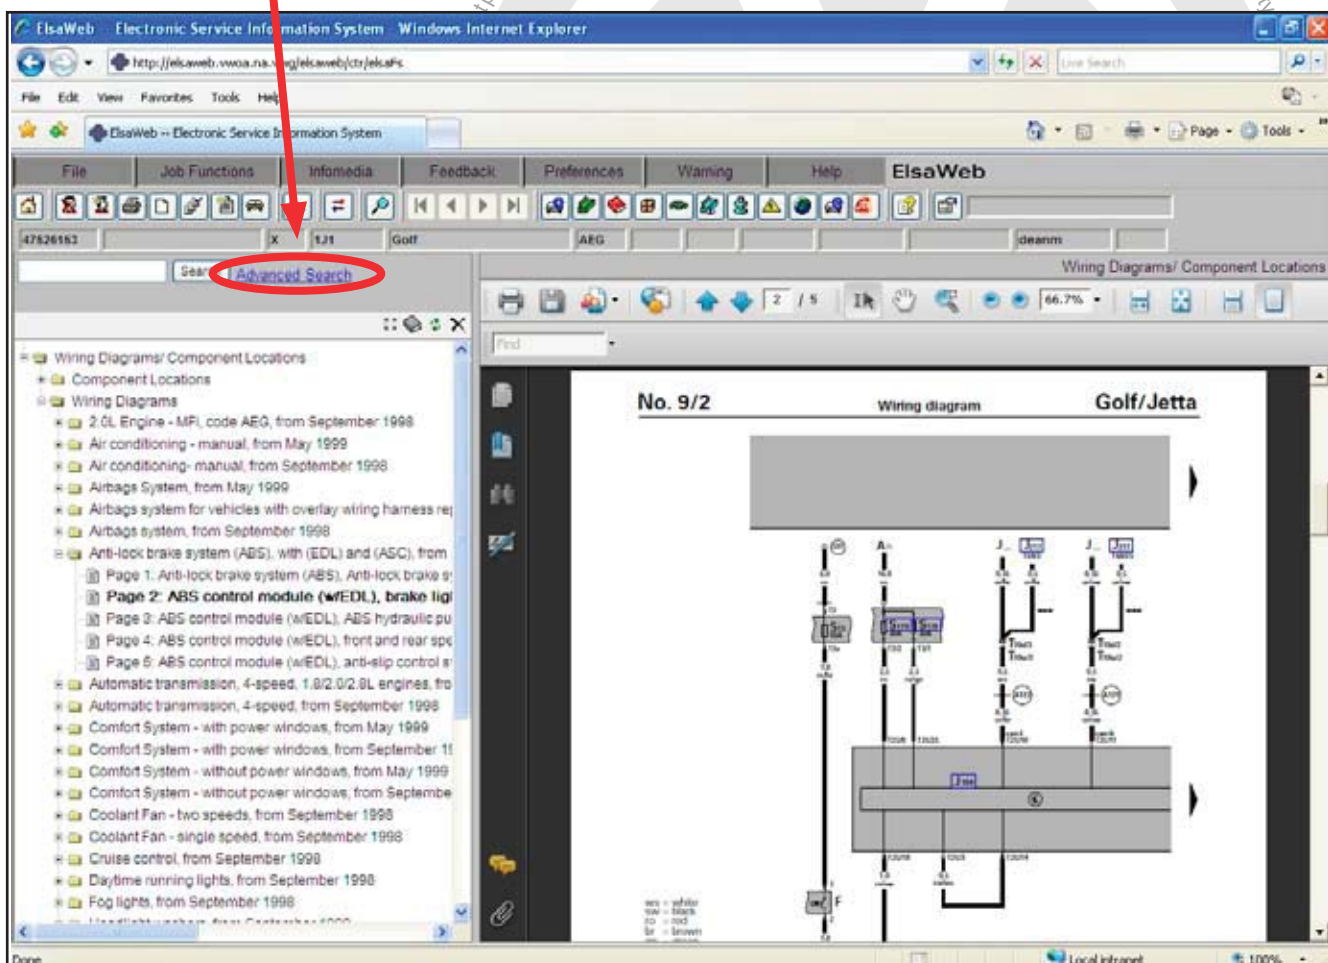 ElsaWeb Electronic Service Information System Windows Internet Explorer
http://elsaweb.vwoa.na.vwg/elsaweb/ctr/elsaFs
Live Search
File Edit View Favorites Tools Help
ElsaWeb -- Electronic Service Information System
Page Tools
File Job Functions Infomedia Feedback Preferences Warning Help ElsaWeb
47626163 X 1J1 Golf AEG deanm
Advanced Search
Wiring Diagrams/ Component Locations
2 / 5 66.7%
Find
Wiring Diagrams/ Component Locations
Component Locations
Wiring Diagrams
2.0L Engine - MFI, code AEG, from September 1998
Air conditioning - manual, from May 1999
Air conditioning- manual, from September 1998
Airbags System, from May 1999
Airbags system for vehicles with overlay wiring harness rep
Airbags system, from September 1998
Anti-lock brake system (ABS), with (EDL) and (ASC), from
Page 1: Anti-lock brake system (ABS), Anti-lock brake sy
Page 2: ABS control module (w/EDL), brake lig
Page 3: ABS control module (w/EDL), ABS hydraulic pu
Page 4: ABS control module (w/EDL), front and rear spe
Page 5: ABS control module (w/EDL), anti-slip control s
Automatic transmission, 4-speed, 1.8/2.0/2.8L engines, fro
Automatic transmission, 4-speed, from September 1998
Comfort System - with power windows, from May 1999
Comfort System - with power windows, from September 1
Comfort System - without power windows, from May 1999
Comfort System - without power windows, from Septembe
Coolant Fan - two speeds, from September 1998
Coolant Fan - single speed, from September 1998
Cruise control, from September 1998
Daytime running lights, from September 1998
Fog lights, from September 1998
No. 9/2 Wiring diagram Golf/Jetta
A
F
ws = white
sw = black
ro = red
br = brown
Done Local intranet 100%